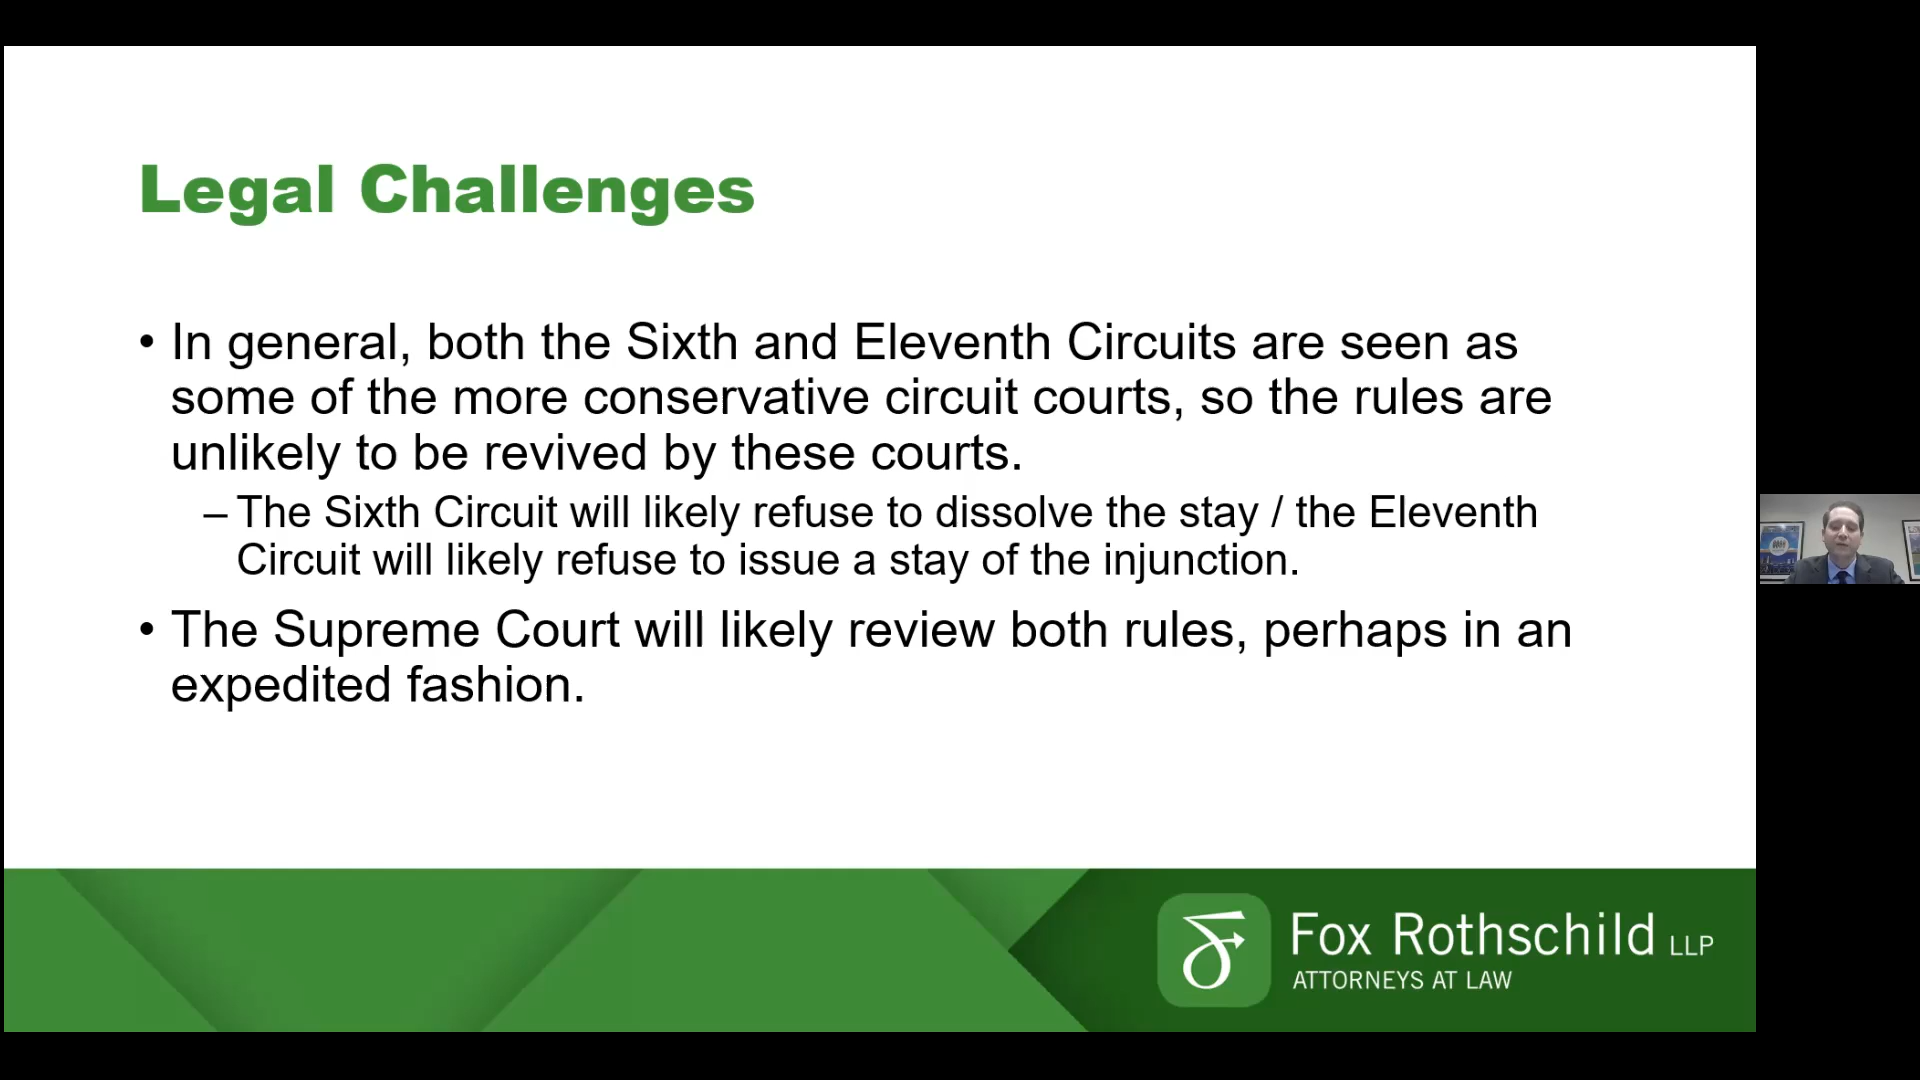 Legal Challenges
• In general, both the Sixth and Eleventh Circuits are seen as
some of the more conservative circuit courts, so the rules are
unlikely to be revived by these courts.
– The Sixth Circuit will likely refuse to dissolve the stay / the Eleventh
Circuit will likely refuse to issue a stay of the injunction.
• The Supreme Court will likely review both rules, perhaps in an
expedited fashion.
Fox Rothschild LLP
ATTORNEYS AT LAW